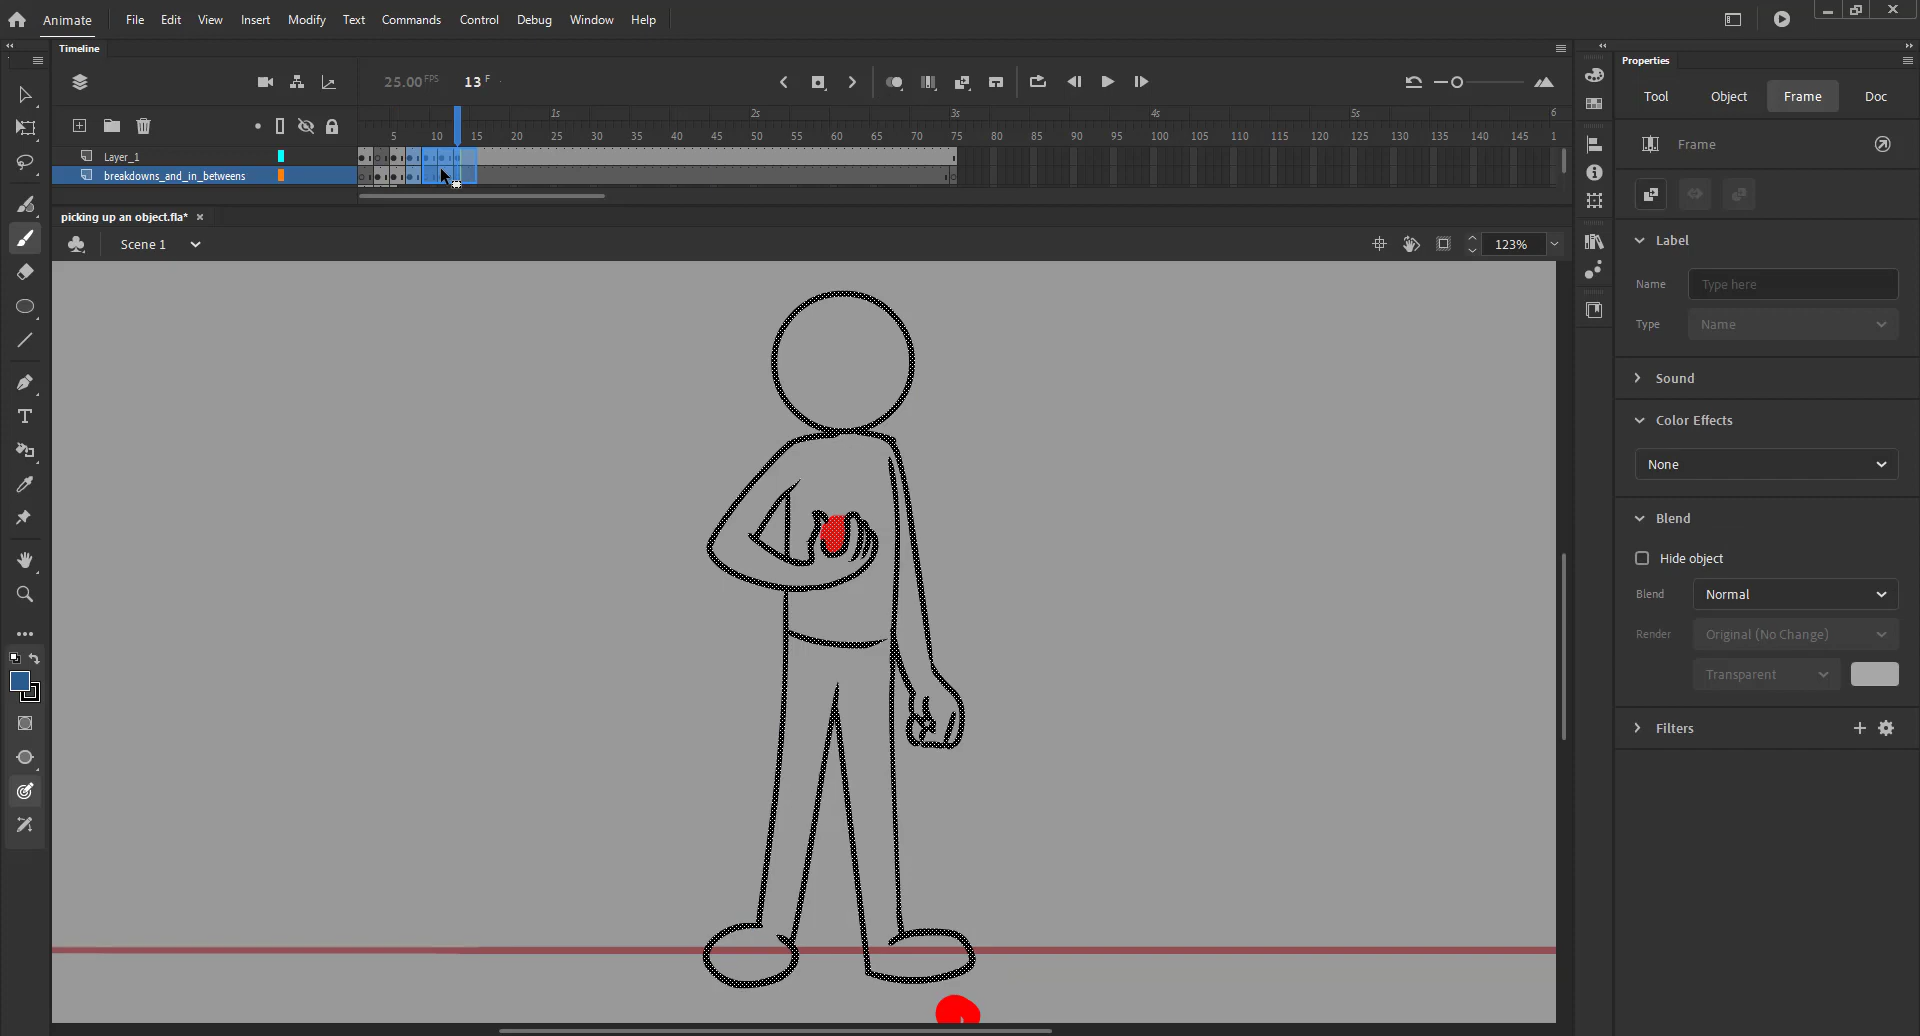 Animate File Edit View Insert Modify Text Commands Control Debug Window Help
Timeline
Properties
25.00 FPS 13 F
Tool Object Frame Doc
1s 2s 3s 4s 5s 6
5 10 15 20 25 30 35 40 45 50 55 60 65 70 75 80 85 90 95 100 105 110 115 120 125 130 135 140 145 1
Layer_1
Frame
breakdowns_and_in_betweens
picking up an object.fla*
Scene 1
123%
Label
Name Type here
Type Name
Sound
Color Effects
None
Blend
Hide object
Blend Normal
Render Original (No Change)
Transparent
Filters